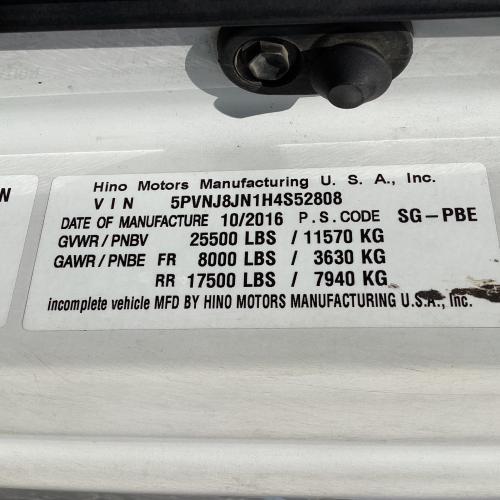 Hino Motors Manufacturing U. S. A., Inc.
VIN 5PVNJ8JN1H4S52808
DATE OF MANUFACTURE 10/2016 P.S.CODE SG-PBE
GVWR/PNBV 25500 LBS / 11570 KG
GAWR/PNBE FR 8000 LBS / 3630 KG
RR 17500 LBS / 7940 KG
incomplete vehicle MFD BY HINO MOTORS MANUFACTURING U.S.A., Inc.